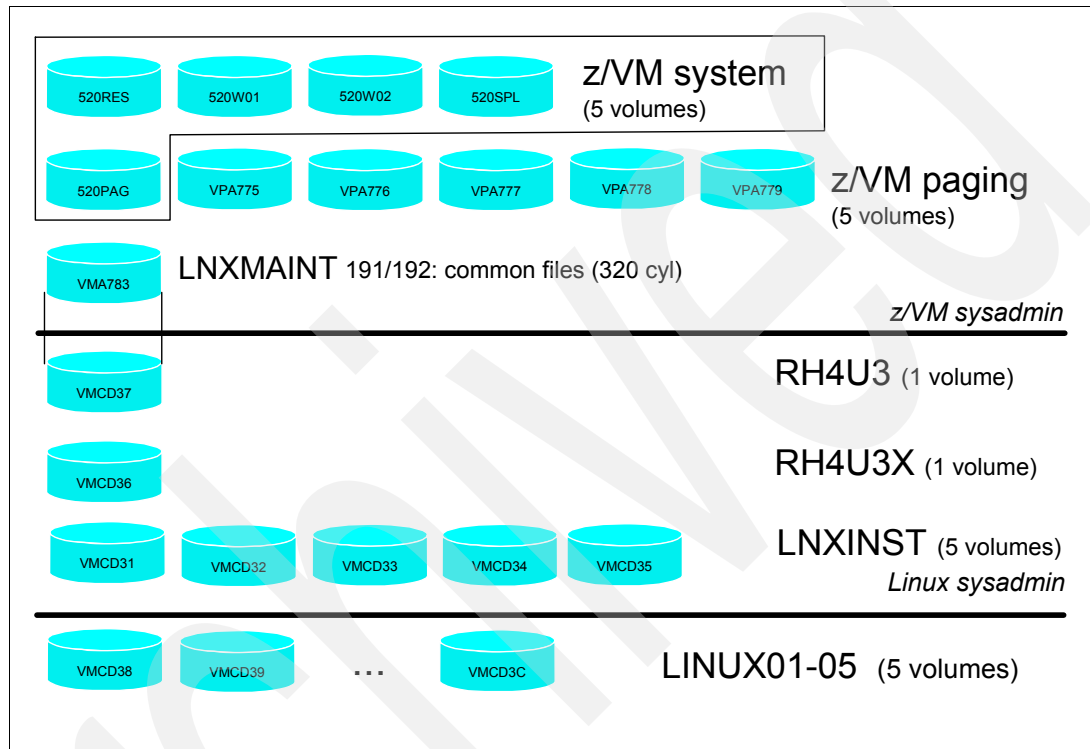 520RES 520W01 520W02 520SPL z/VM system
(5 volumes)
520PAG VPA775 VPA776 VPA777 VPA778 VPA779 z/VM paging
(5 volumes)
VMA783 LNXMAINT 191/192: common files (320 cyl)
z/VM sysadmin
VMCD37 RH4U3 (1 volume)
VMCD36 RH4U3X (1 volume)
VMCD31 VMCD32 VMCD33 VMCD34 VMCD35 LNXINST (5 volumes)
Linux sysadmin
VMCD38 VMCD39 ... VMCD3C LINUX01-05 (5 volumes)